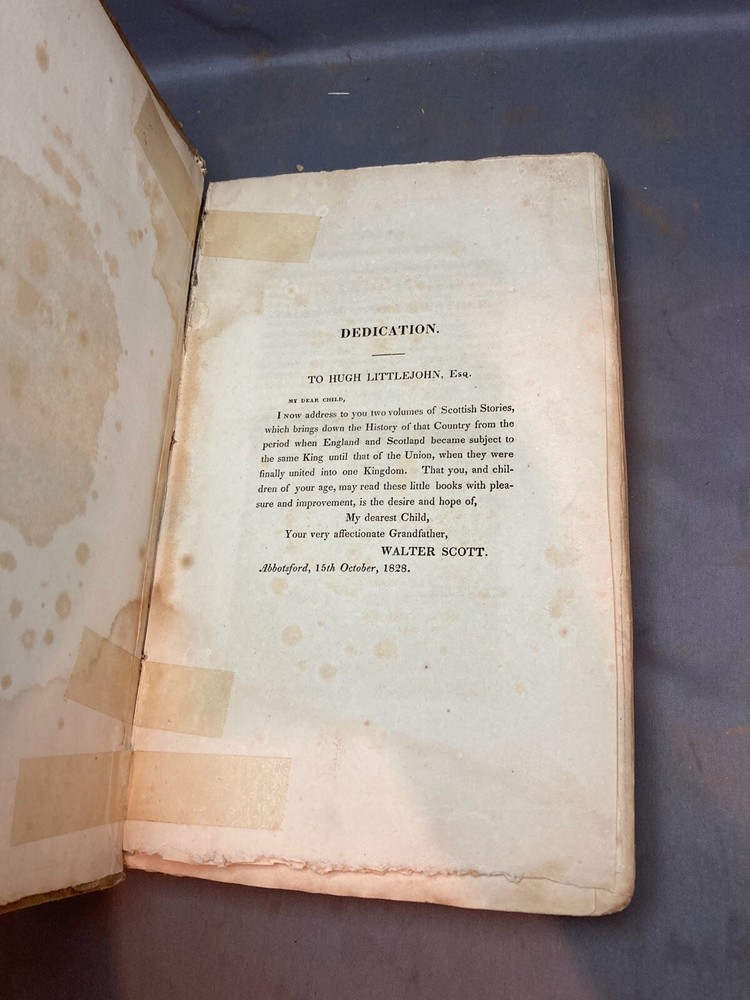 DEDICATION.
TO HUGH LITTLEJOHN, Esq.
MY DEAR CHILD,
I now address to you two volumes of Scottish Stories,
which brings down the History of that Country from the
period when England and Scotland became subject to
the same King until that of the Union, when they were
finally united into one Kingdom. That you, and chil-
dren of your age, may read these little books with plea-
sure and improvement, is the desire and hope of,
My dearest Child,
Your very affectionate Grandfather,
WALTER SCOTT.
Abbotsford, 15th October, 1828.